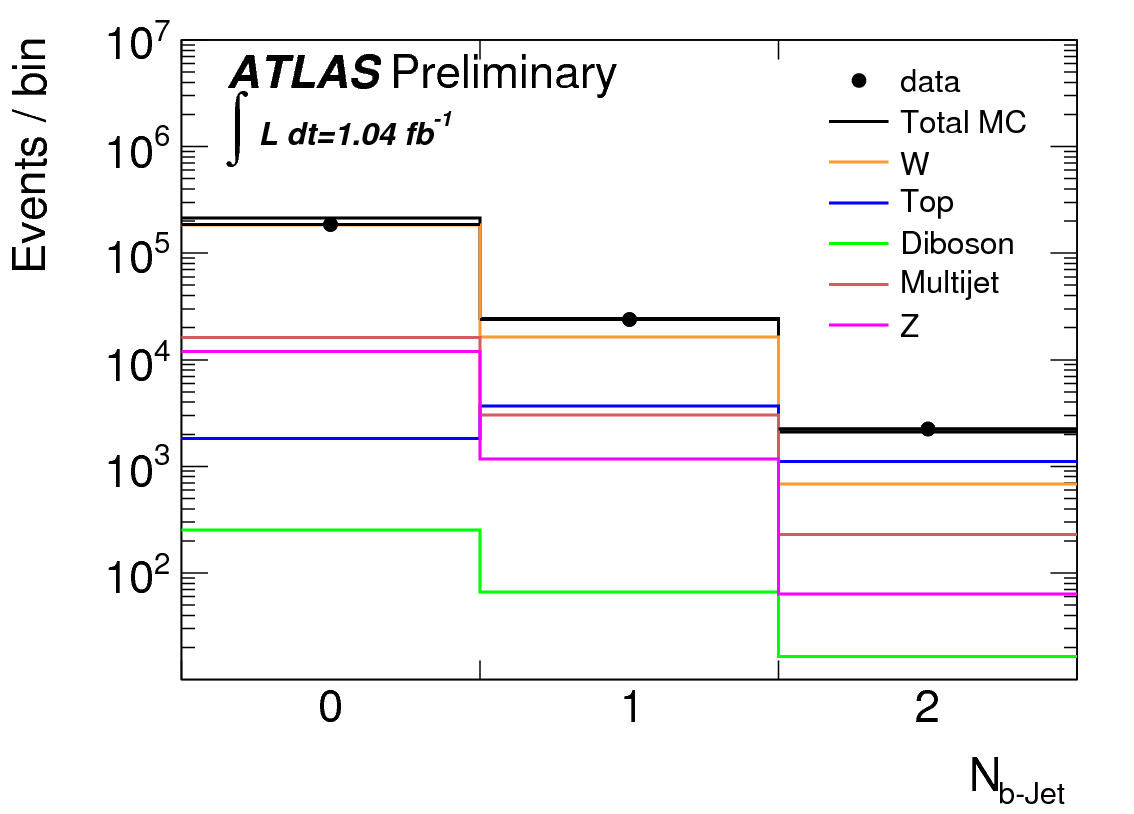 Events / bin
10⁷
10⁶
10⁵
10⁴
10³
10²
ATLAS Preliminary
∫ L dt=1.04 fb⁻¹
data
Total MC
W
Top
Diboson
Multijet
Z
0 1 2
N_b-Jet